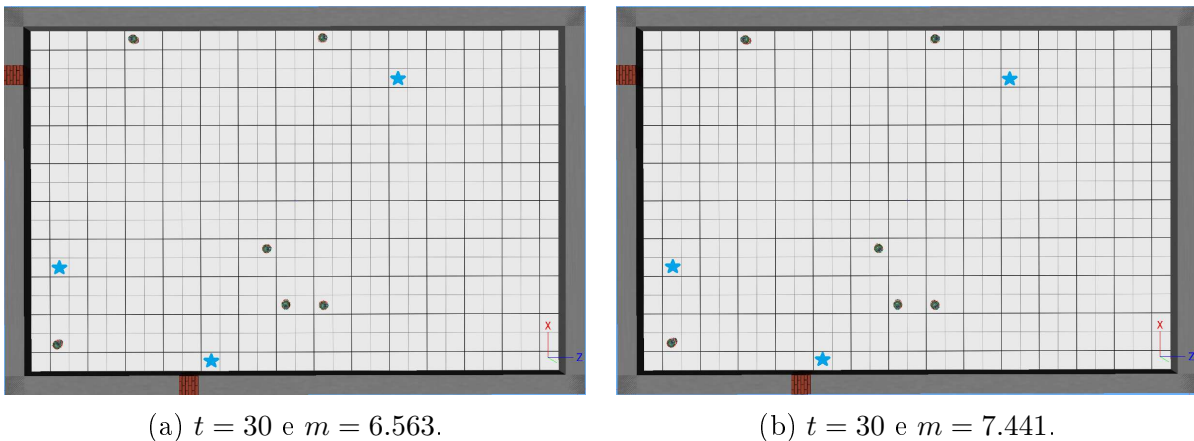 X
Z
X
Z
(a) t = 30 e m = 6.563.
(b) t = 30 e m = 7.441.